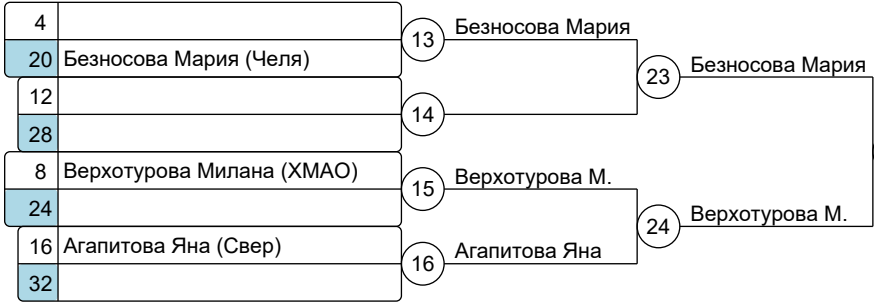 4
13 Безносова Мария
20 Безносова Мария (Челя)
23 Безносова Мария
12
14
28
8 Верхотурова Милана (ХМАО)
15 Верхотурова М.
24
24 Верхотурова М.
16 Агапитова Яна (Свер)
16 Агапитова Яна
32